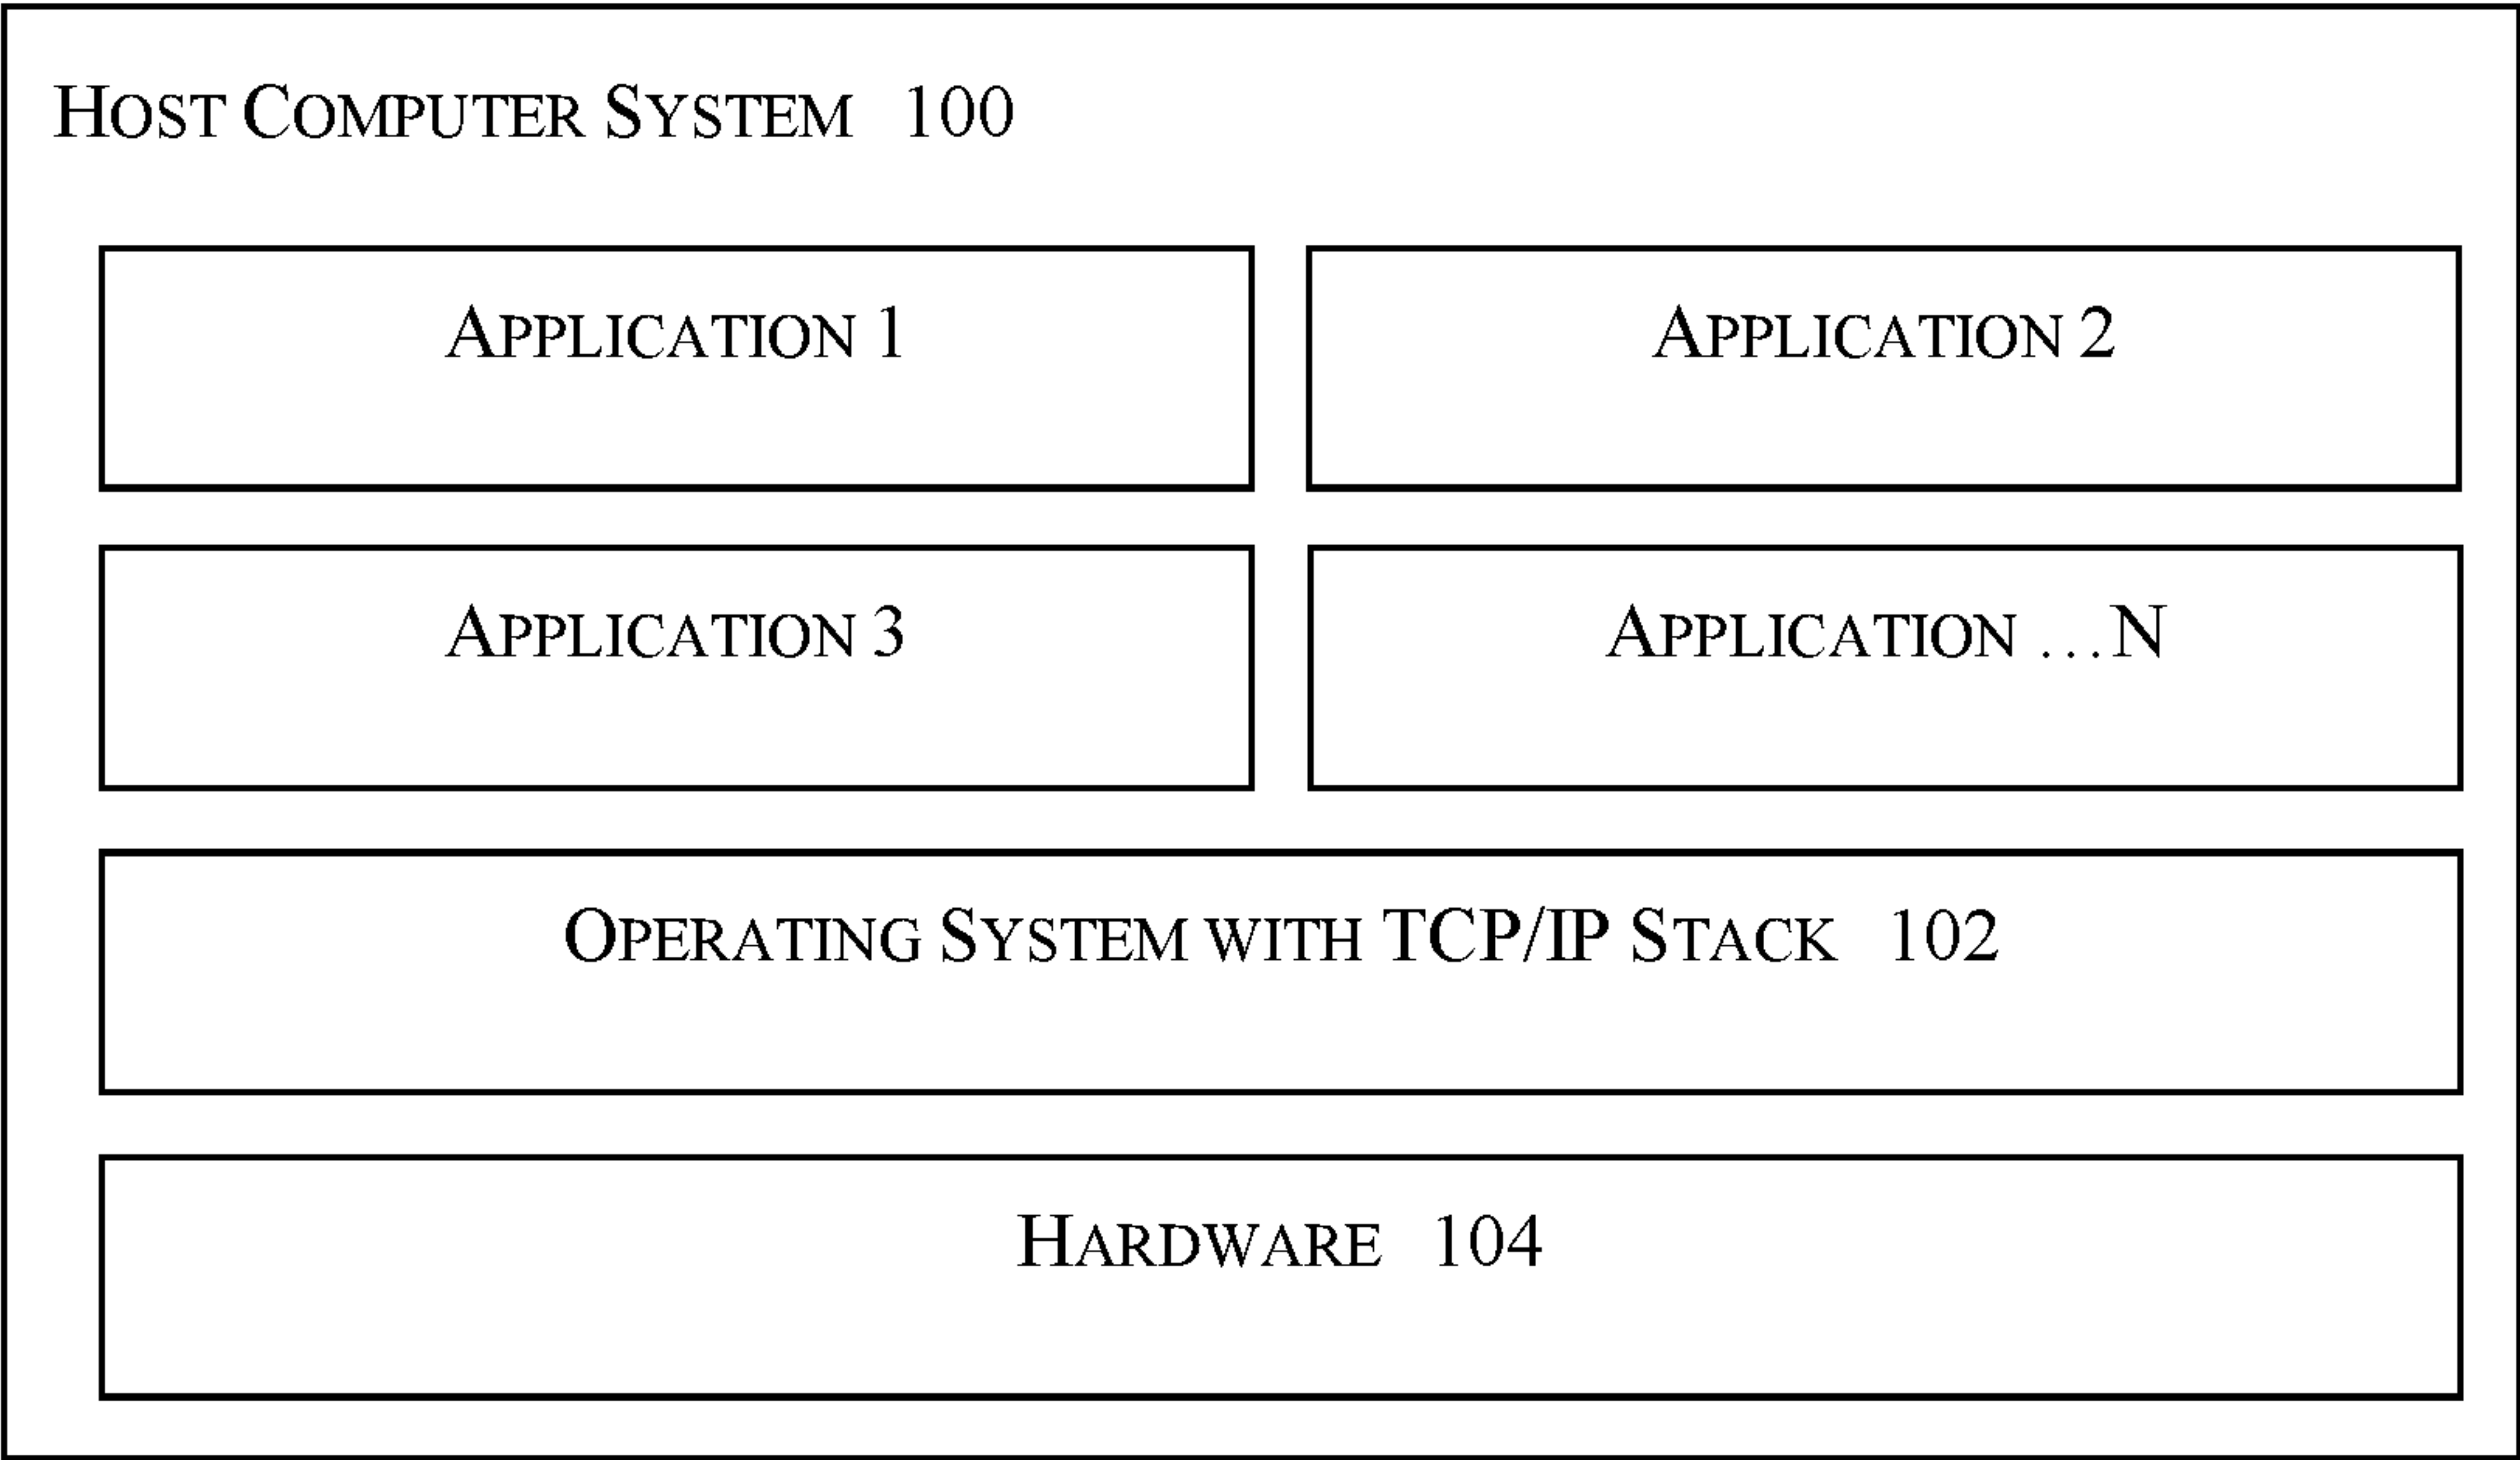 HOST COMPUTER SYSTEM 100
APPLICATION 1
APPLICATION 2
APPLICATION 3
APPLICATION ...N
OPERATING SYSTEM WITH TCP/IP STACK 102
HARDWARE 104